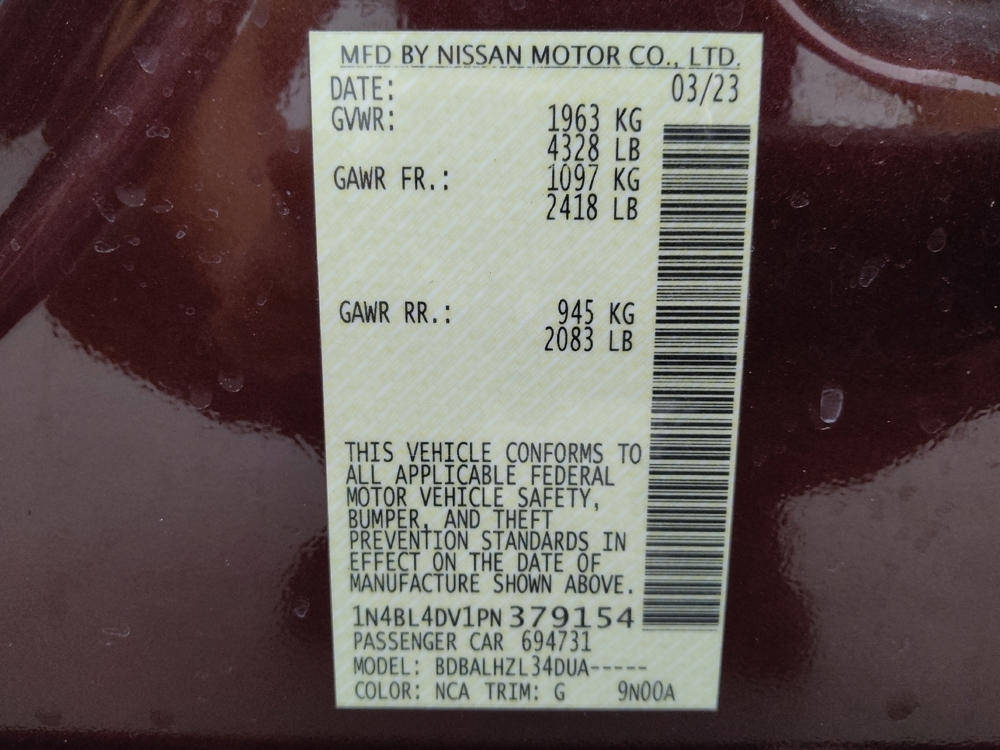 MFD BY NISSAN MOTOR CO., LTD.
DATE: 03/23
GVWR: 1963 KG
4328 LB
GAWR FR.: 1097 KG
2418 LB
GAWR RR.: 945 KG
2083 LB
THIS VEHICLE CONFORMS TO
ALL APPLICABLE FEDERAL
MOTOR VEHICLE SAFETY,
BUMPER, AND THEFT
PREVENTION STANDARDS IN
EFFECT ON THE DATE OF
MANUFACTURE SHOWN ABOVE.
1N4BL4DV1PN379154
PASSENGER CAR 694731
MODEL: BDBALHZL34DUA-----
COLOR: NCA TRIM: G 9N00A